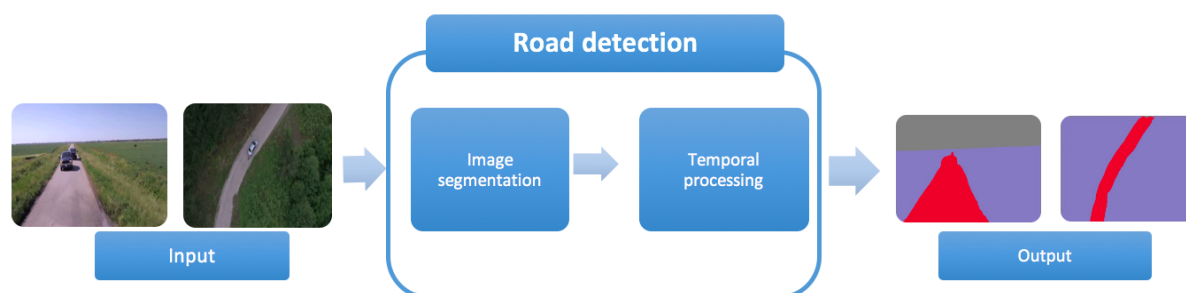 Road detection
Image
segmentation
Temporal
processing
Input
Output